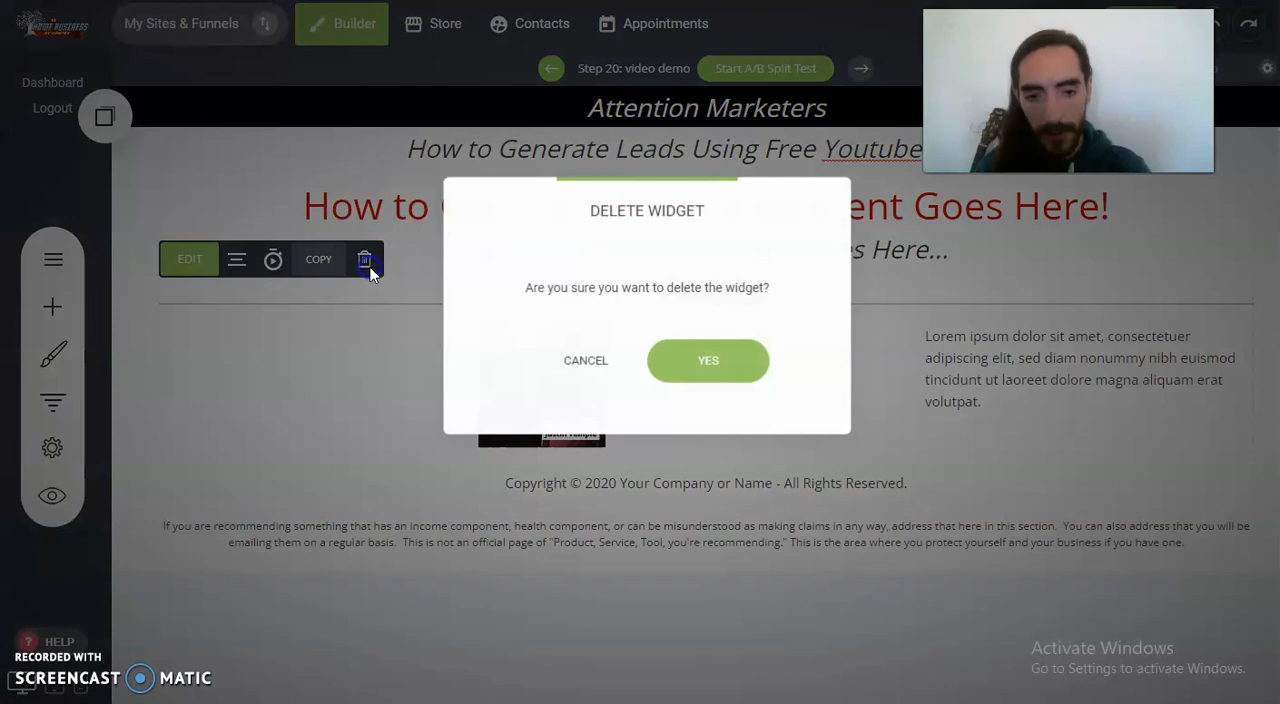 My Sites & Funnels
Builder
Store
Contacts
Appointments
Step 20: video demo
Start A/B Split Test
Dashboard
Logout
Attention Marketers
How to Generate Leads Using Free Youtube
How to
ent Goes Here!
es Here...
EDIT
COPY
DELETE WIDGET
Are you sure you want to delete the widget?
CANCEL
YES
Lorem ipsum dolor sit amet, consectetuer
adipiscing elit, sed diam nonummy nibh euismod
tincidunt ut laoreet dolore magna aliquam erat
volutpat.
Copyright © 2020 Your Company or Name - All Rights Reserved.
If you are recommending something that has an income component, health component, or can be misunderstood as making claims in any way, address that here in this section. You can also address that you will be
emailing them on a regular basis. This is not an official page of "Product, Service, Tool, you're recommending." This is the area where you protect yourself and your business if you have one.
? HELP
RECORDED WITH
SCREENCAST MATIC
Activate Windows
Go to Settings to activate Windows.